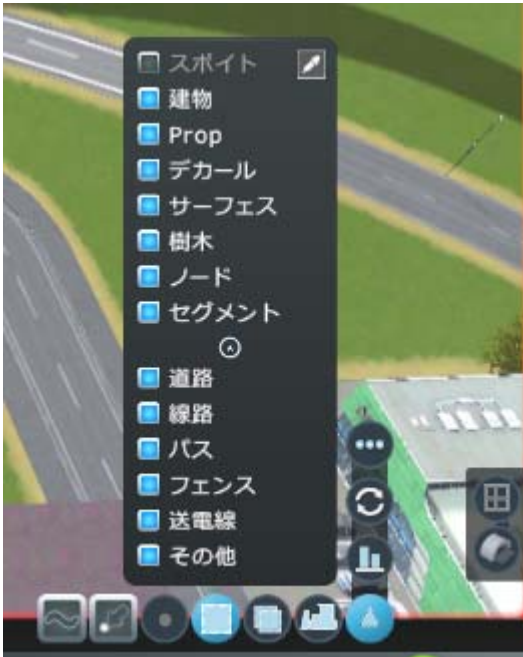 スポイト
建物
Prop
デカール
サーフェス
樹木
ノード
セグメント
道路
線路
パス
フェンス
送電線
その他